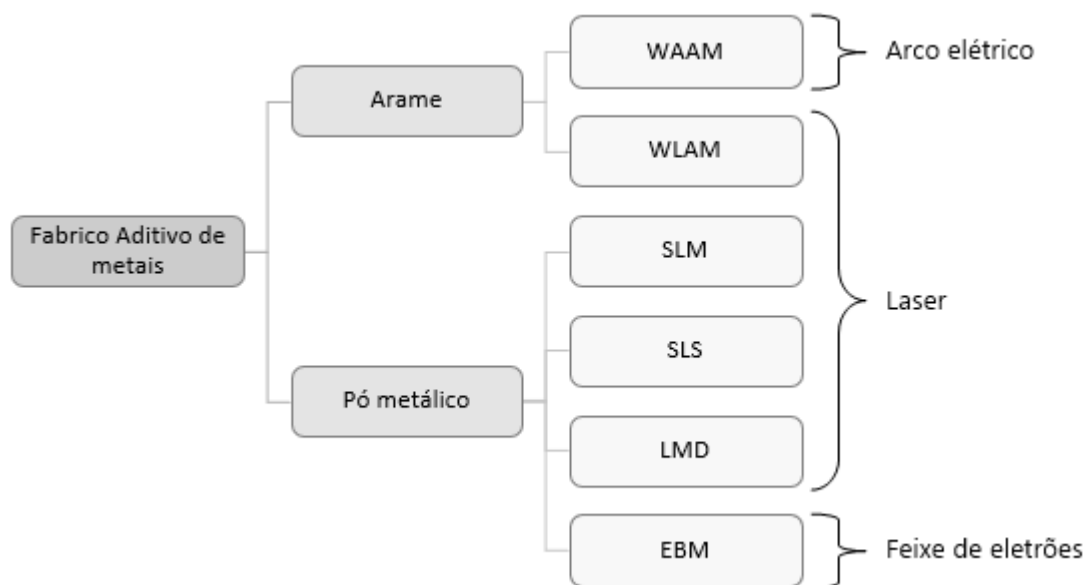 WAAM
Arco elétrico
Arame
WLAM
Fabrico Aditivo de
metais
SLM
Laser
SLS
Pó metálico
LMD
EBM
Feixe de eletrões